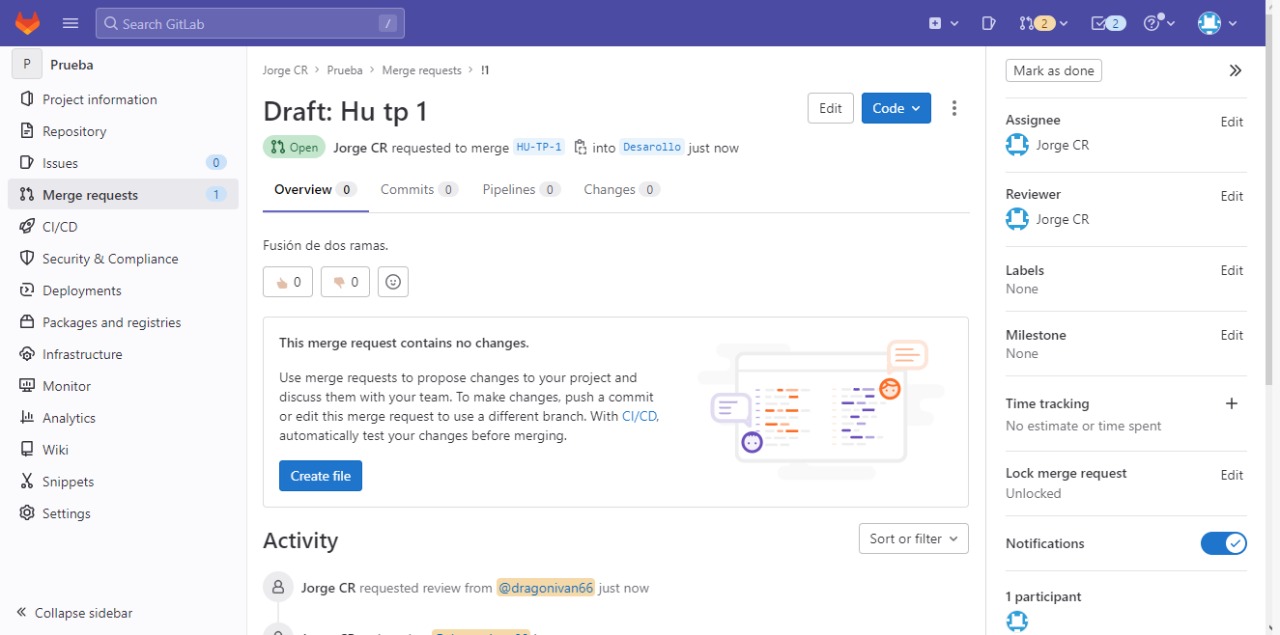 Search GitLab
/
2
2
P
Prueba
Project information
Repository
Issues 0
Merge requests 1
CI/CD
Security & Compliance
Deployments
Packages and registries
Infrastructure
Monitor
Analytics
Wiki
Snippets
Settings
Collapse sidebar
Jorge CR > Prueba > Merge requests > !1
Draft: Hu tp 1
Edit
Code
Open Jorge CR requested to merge HU-TP-1 into Desarollo just now
Overview 0 Commits 0 Pipelines 0 Changes 0
Fusión de dos ramas.
0 0
This merge request contains no changes.
Use merge requests to propose changes to your project and
discuss them with your team. To make changes, push a commit
or edit this merge request to use a different branch. With CI/CD,
automatically test your changes before merging.
Create file
Activity
Sort or filter
Jorge CR requested review from @dragonivan66 just now
Mark as done
Assignee Edit
Jorge CR
Reviewer Edit
Jorge CR
Labels Edit
None
Milestone Edit
None
Time tracking
No estimate or time spent
Lock merge request Edit
Unlocked
Notifications
1 participant